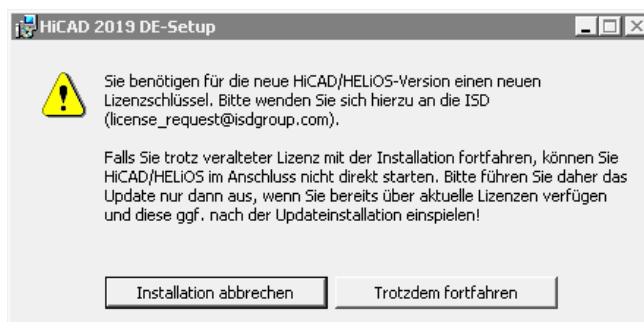 HiCAD 2019 DE-Setup
Sie benötigen für die neue HiCAD/HELiOS-Version einen neuen
Lizenzschlüssel. Bitte wenden Sie sich hierzu an die ISD
(license_request@isdgroup.com).
Falls Sie trotz veralteter Lizenz mit der Installation fortfahren, können Sie
HiCAD/HELiOS im Anschluss nicht direkt starten. Bitte führen Sie daher das
Update nur dann aus, wenn Sie bereits über aktuelle Lizenzen verfügen
und diese ggf. nach der Updateinstallation einspielen!
Installation abbrechen
Trotzdem fortfahren